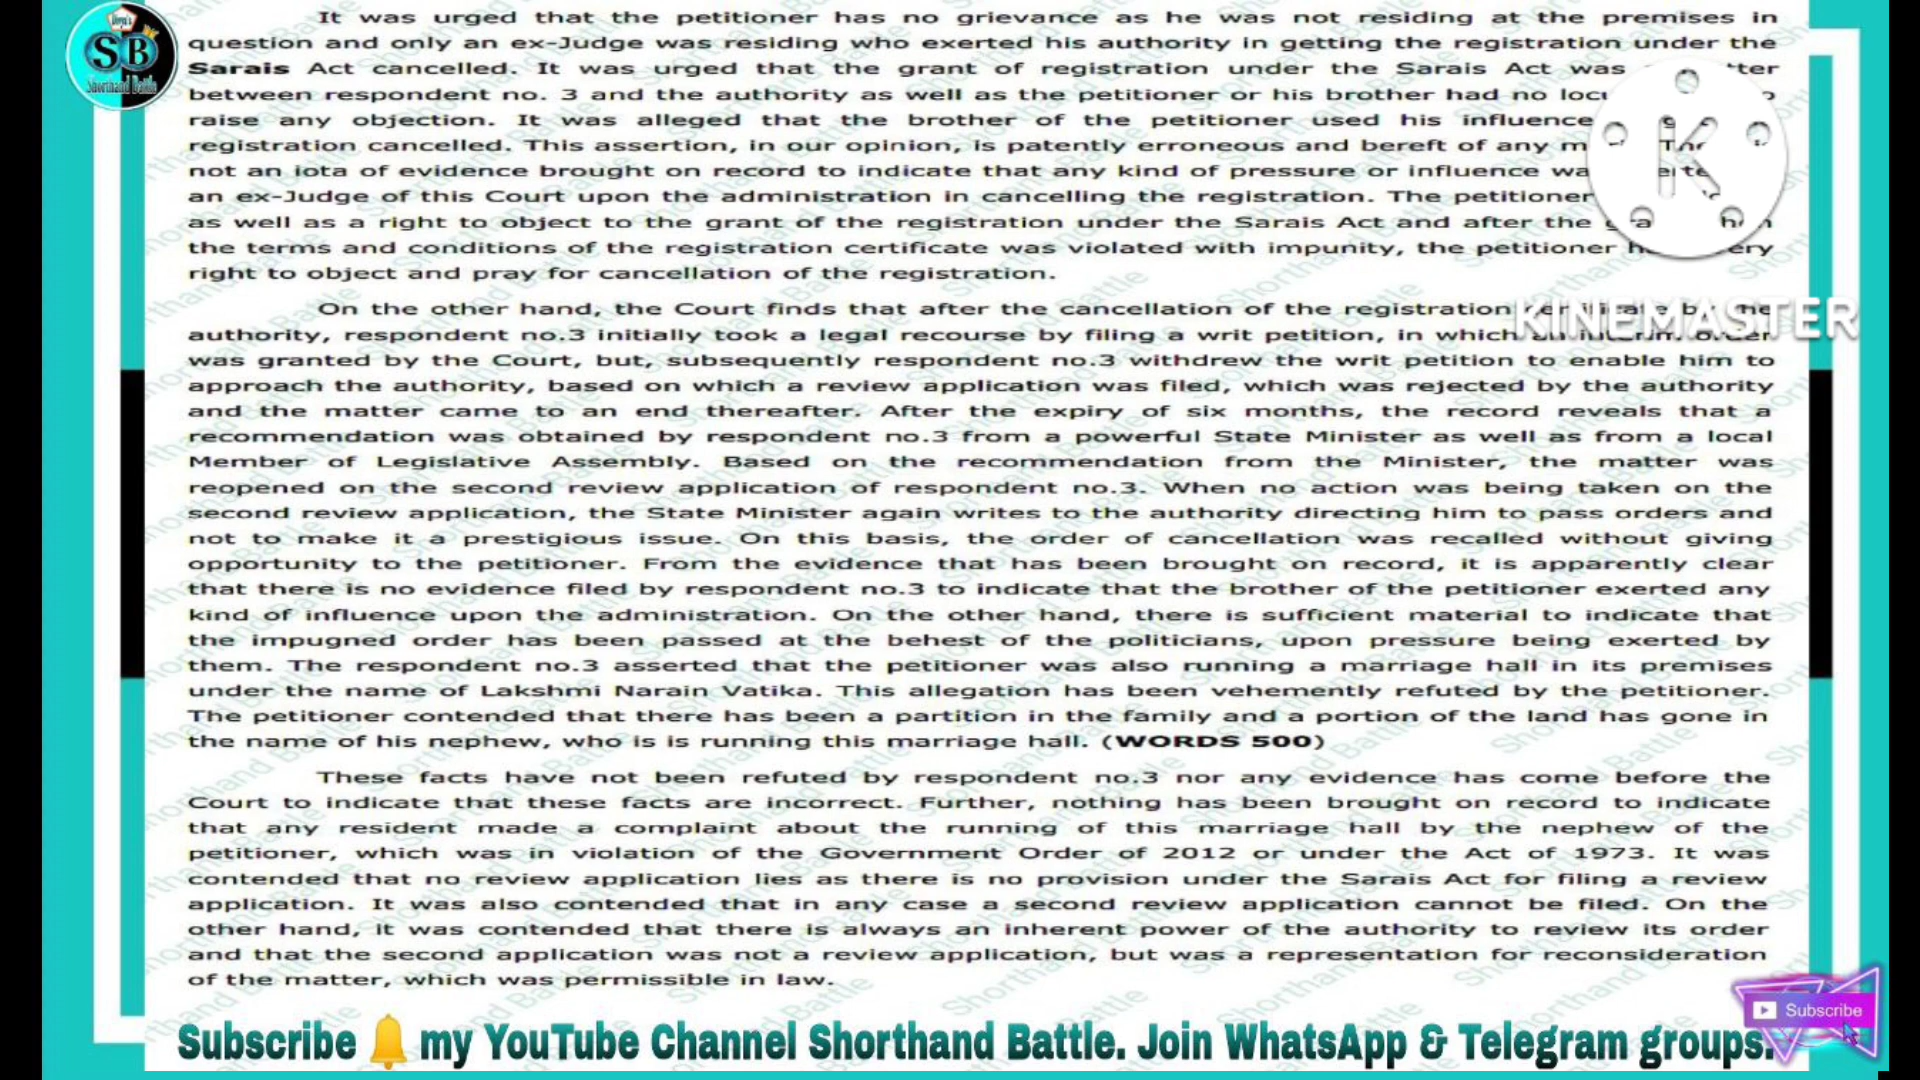 It was urged that the petitioner has no grievance as he was not residing at the premises in
question and only an ex-Judge was residing who exerted his authority in getting the registration under the
Sarais Act cancelled. It was urged that the grant of registration under the Sarais Act was
between respondent no. 3 and the authority as well as the petitioner or his brother had no
raise any objection. It was alleged that the brother of the petitioner used his influence
registration cancelled. This assertion, in our opinion, is patently erroneous and bereft of any
not an iota of evidence brought on record to indicate that any kind of pressure or influence
an ex-Judge of this Court upon the administration in cancelling the registration. The petitioner
as well as a right to object to the grant of the registration under the Sarais Act and after the
the terms and conditions of the registration certificate was violated with impunity, the petitioner
right to object and pray for cancellation of the registration.
On the other hand, the Court finds that after the cancellation of the registration
authority, respondent no.3 initially took a legal recourse by filing a writ petition, in which
was granted by the Court, but, subsequently respondent no.3 withdrew the writ petition to enable him to
approach the authority, based on which a review application was filed, which was rejected by the authority
and the matter came to an end thereafter. After the expiry of six months, the record reveals that a
recommendation was obtained by respondent no.3 from a powerful State Minister as well as from a local
Member of Legislative Assembly. Based on the recommendation from the Minister, the matter was
reopened on the second review application of respondent no.3. When no action was being taken on the
second review application, the State Minister again writes to the authority directing him to pass orders and
not to make it a prestigious issue. On this basis, the order of cancellation was recalled without giving
opportunity to the petitioner. From the evidence that has been brought on record, it is apparently clear
that there is no evidence filed by respondent no.3 to indicate that the brother of the petitioner exerted any
kind of influence upon the administration. On the other hand, there is sufficient material to indicate that
the impugned order has been passed at the behest of the politicians, upon pressure being exerted by
them. The respondent no.3 asserted that the petitioner was also running a marriage hall in its premises
under the name of Lakshmi Narain Vatika. This allegation has been vehemently refuted by the petitioner.
The petitioner contended that there has been a partition in the family and a portion of the land has gone in
the name of his nephew, who is is running this marriage hall. (WORDS 500)
These facts have not been refuted by respondent no.3 nor any evidence has come before the
Court to indicate that these facts are incorrect. Further, nothing has been brought on record to indicate
that any resident made a complaint about the running of this marriage hall by the nephew of the
petitioner, which was in violation of the Government Order of 2012 or under the Act of 1973. It was
contended that no review application lies as there is no provision under the Sarais Act for filing a review
application. It was also contended that in any case a second review application cannot be filed. On the
other hand, it was contended that there is always an inherent power of the authority to review its order
and that the second application was not a review application, but was a representation for reconsideration
of the matter, which was permissible in law.
Subscribe my YouTube Channel Shorthand Battle. Join WhatsApp & Telegram groups.
SB
Shorthand Battle
K
KINEMASTER
Subscribe